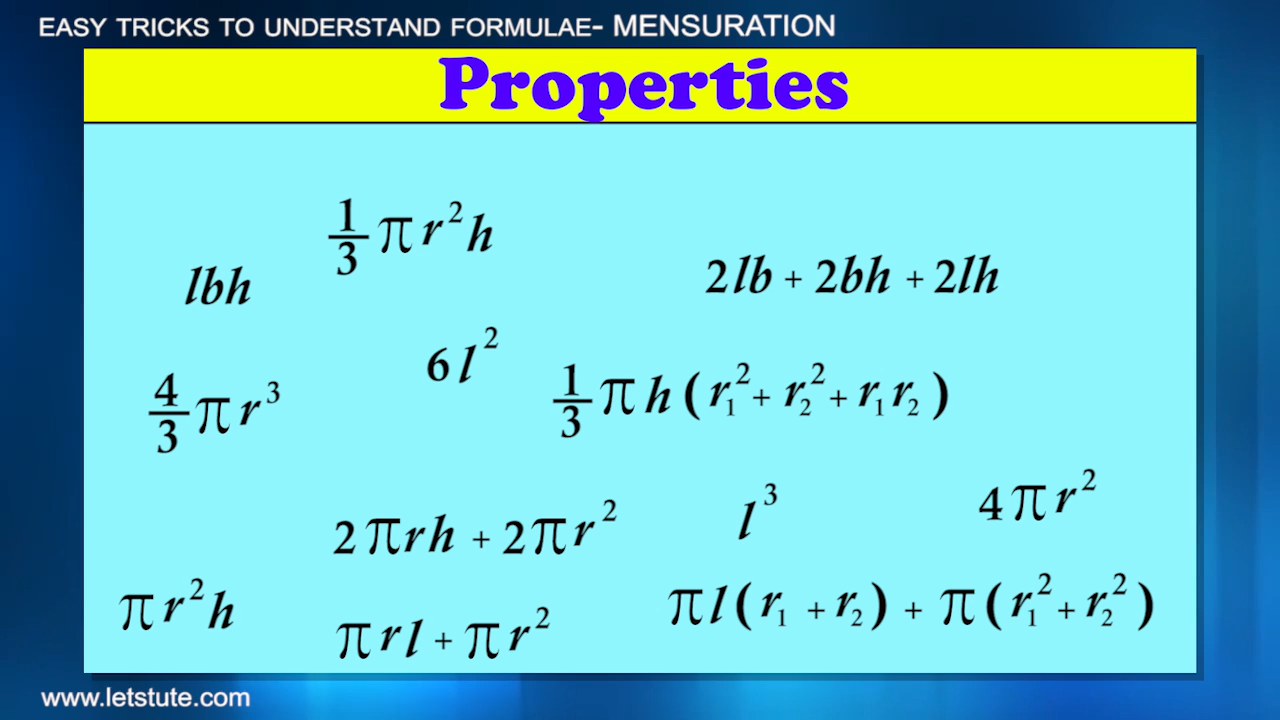 EASY TRICKS TO UNDERSTAND FORMULAE- MENSURATION
Properties
1/3 πr²h
lbh
2lb + 2bh + 2lh
6l²
4/3 πr³
1/3 πh(r₁² + r₂² + r₁r₂)
l³
4πr²
2πrh + 2πr²
πr²h
πrl + πr²
πl(r₁ + r₂) + π(r₁² + r₂²)
www.letstute.com